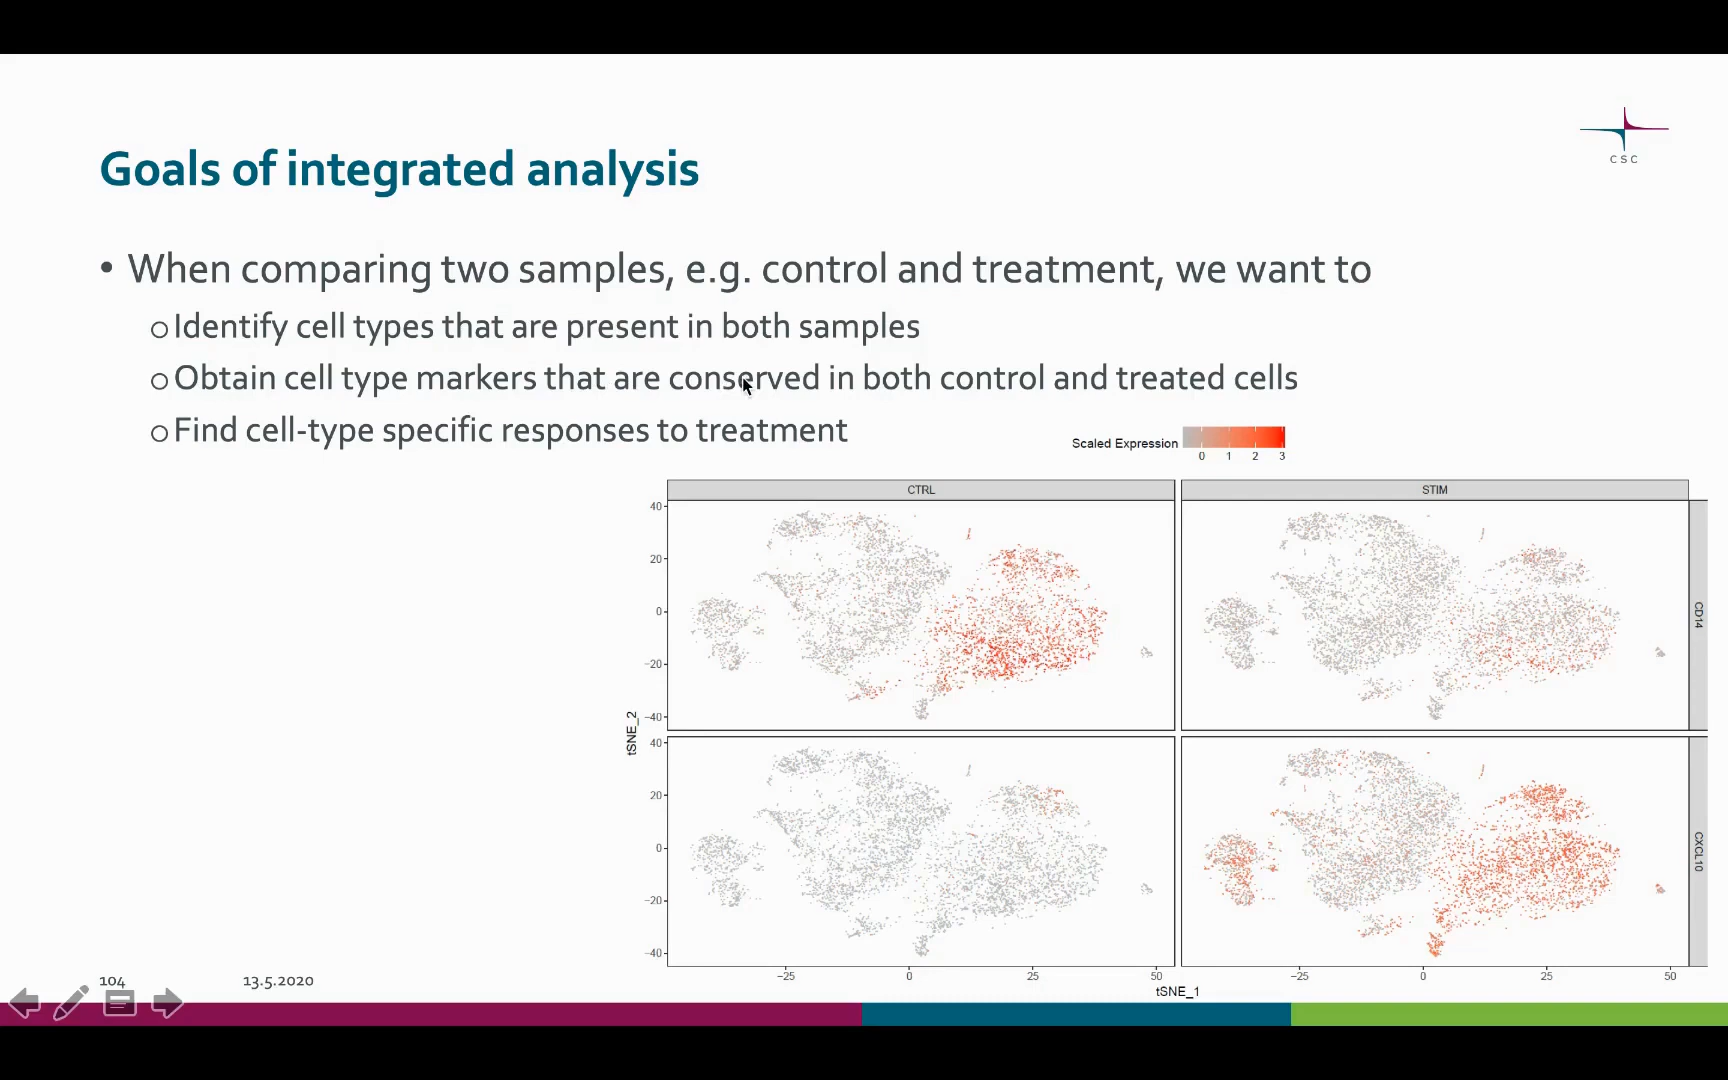 CSC
Goals of integrated analysis
• When comparing two samples, e.g. control and treatment, we want to
o Identify cell types that are present in both samples
o Obtain cell type markers that are conserved in both control and treated cells
o Find cell-type specific responses to treatment
Scaled Expression
0 1 2 3
CTRL STIM
40
20
0
−20
−40
CD14
tSNE_2
40
20
0
−20
−40
CXCL10
−25 0 25 50 −25 0 25 50
tSNE_1
104 13.5.2020